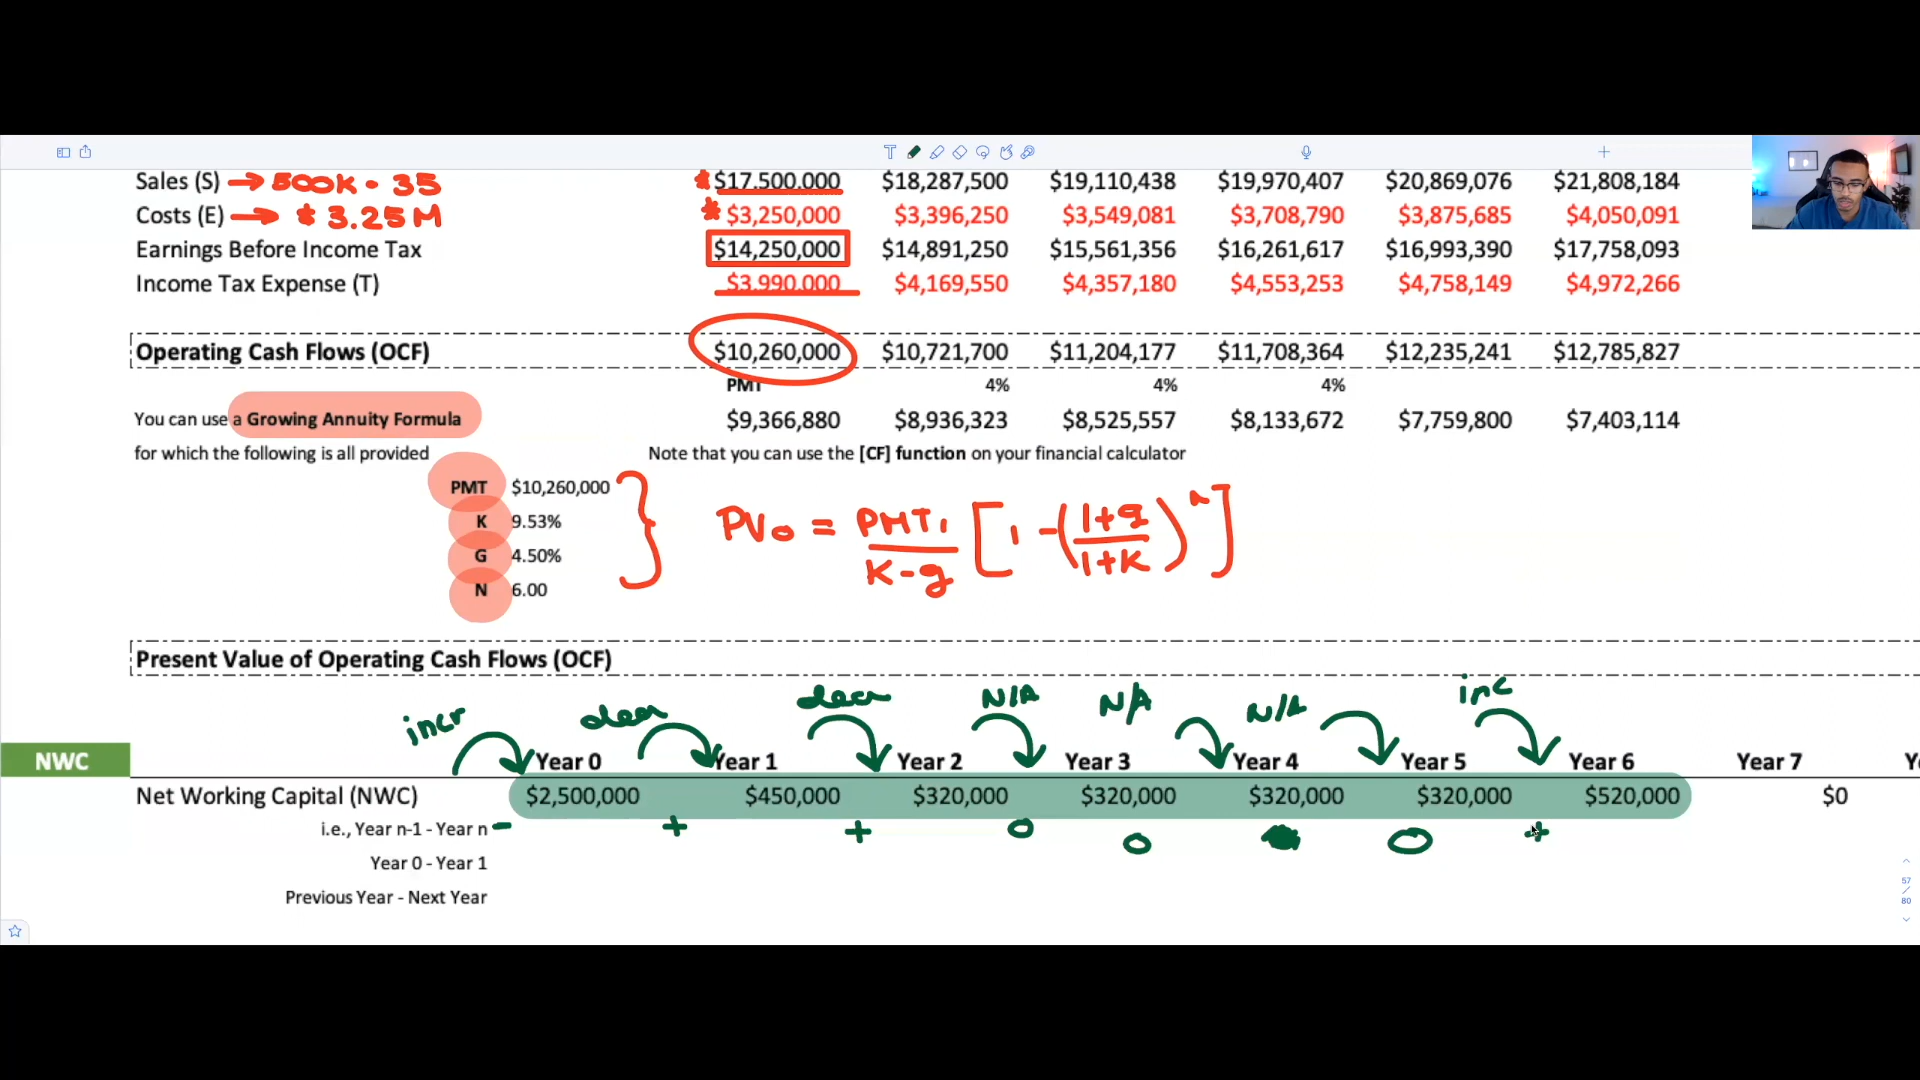 Sales (S) → 500K • 35 * $17,500,000 $18,287,500 $19,110,438 $19,970,407 $20,869,076 $21,808,184
Costs (E) → * 3.25M * $3,250,000 $3,396,250 $3,549,081 $3,708,790 $3,875,685 $4,050,091
Earnings Before Income Tax $14,250,000 $14,891,250 $15,561,356 $16,261,617 $16,993,390 $17,758,093
Income Tax Expense (T) $3,990,000 $4,169,550 $4,357,180 $4,553,253 $4,758,149 $4,972,266
Operating Cash Flows (OCF) $10,260,000 $10,721,700 $11,204,177 $11,708,364 $12,235,241 $12,785,827
PMT 4% 4% 4%
You can use a Growing Annuity Formula $9,366,880 $8,936,323 $8,525,557 $8,133,672 $7,759,800 $7,403,114
for which the following is all provided Note that you can use the [CF] function on your financial calculator
PMT $10,260,000
K 9.53%
G 4.50%
N 6.00
PV0 = PMT1 / K-g [1 - (1+g / 1+K)^n]
Present Value of Operating Cash Flows (OCF)
incr decr decr N/A N/A N/A inc
NWC Year 0 Year 1 Year 2 Year 3 Year 4 Year 5 Year 6 Year 7
Net Working Capital (NWC) $2,500,000 $450,000 $320,000 $320,000 $320,000 $320,000 $520,000 $0
i.e., Year n-1 - Year n - + + 0 0 0 +
Year 0 - Year 1
Previous Year - Next Year
57
/
80